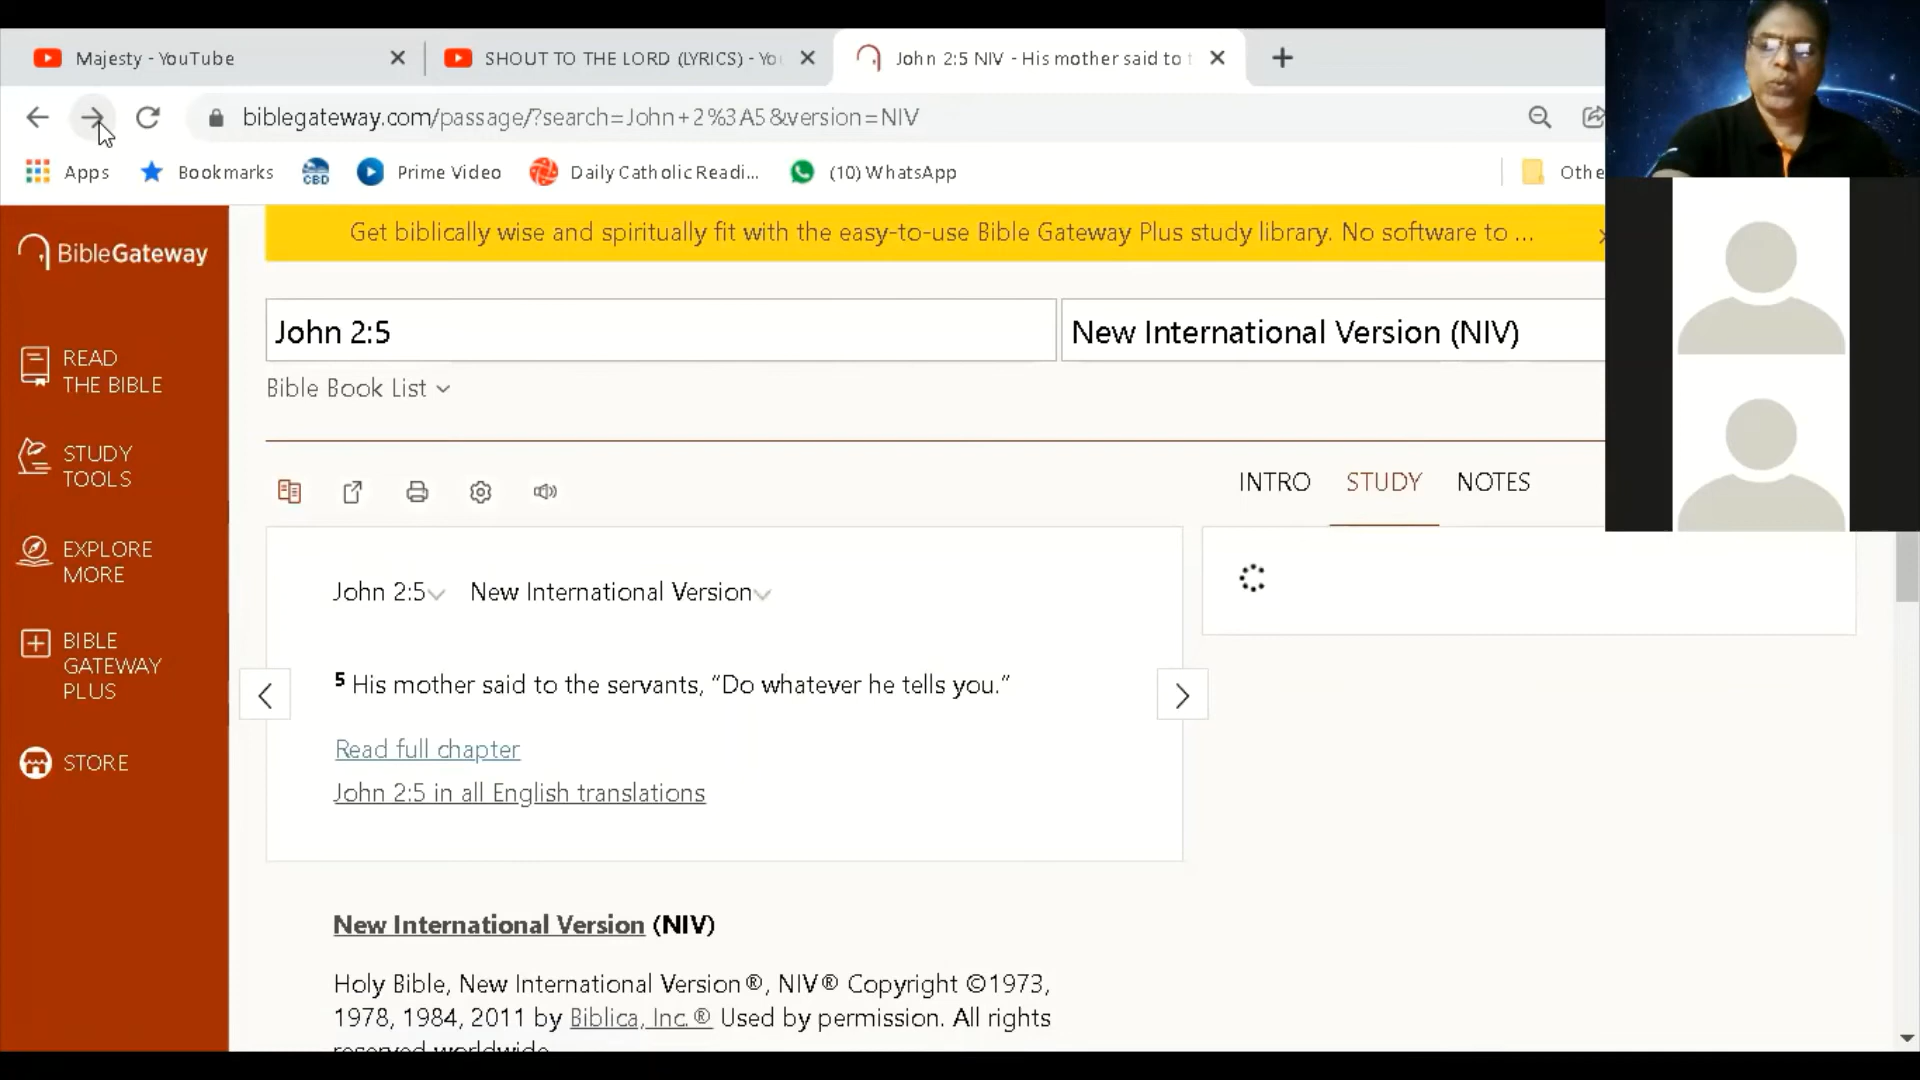 Majesty - YouTube
SHOUT TO THE LORD (LYRICS) - Yo
John 2:5 NIV - His mother said to t
biblegateway.com/passage/?search=John+2%3A5&version=NIV
Apps
Bookmarks
CBD
Prime Video
Daily Catholic Readi...
(10) WhatsApp
Othe
BibleGateway
READ
THE BIBLE
STUDY
TOOLS
EXPLORE
MORE
BIBLE
GATEWAY
PLUS
STORE
Get biblically wise and spiritually fit with the easy-to-use Bible Gateway Plus study library. No software to ...
John 2:5
New International Version (NIV)
Bible Book List
INTRO
STUDY
NOTES
John 2:5
New International Version
5 His mother said to the servants, “Do whatever he tells you.”
Read full chapter
John 2:5 in all English translations
New International Version (NIV)
Holy Bible, New International Version®, NIV® Copyright ©1973,
1978, 1984, 2011 by Biblica, Inc.® Used by permission. All rights
reserved worldwide